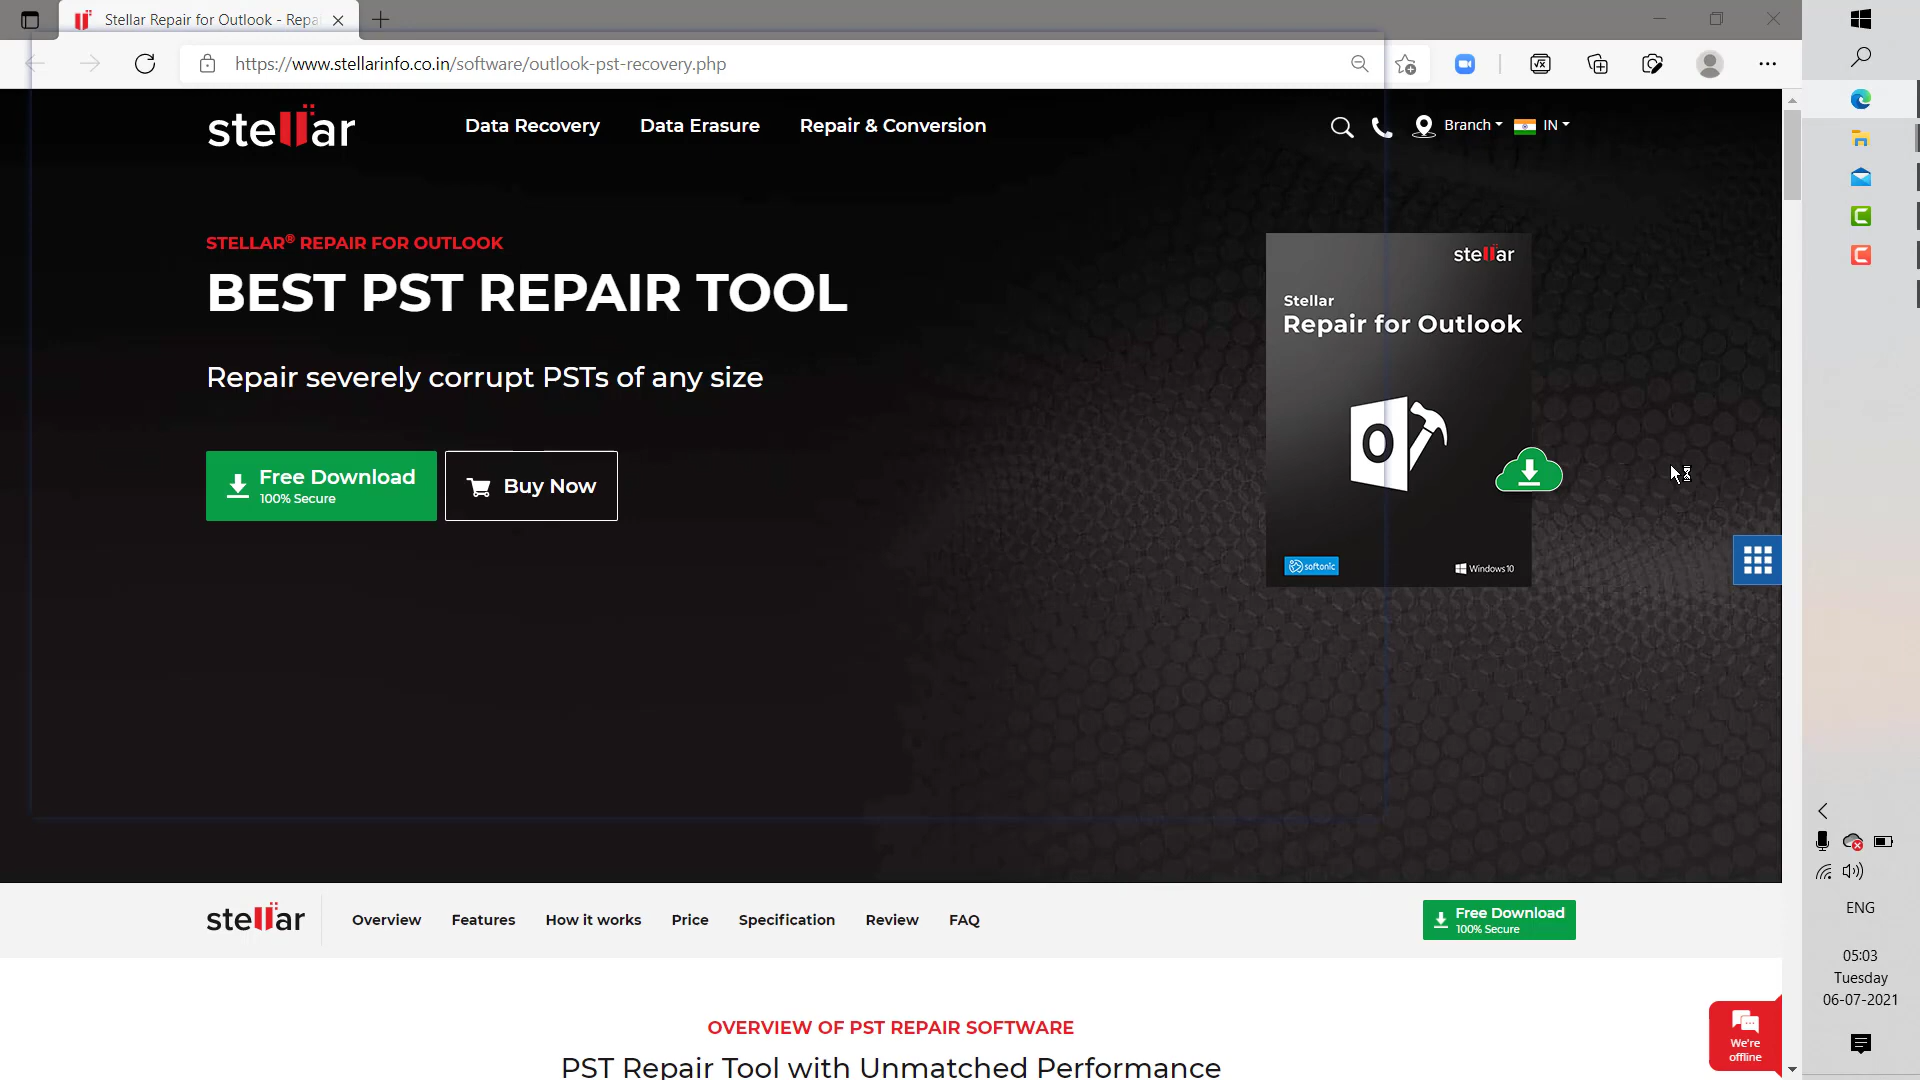 Stellar Repair for Outlook - Repa
https://www.stellarinfo.co.in/software/outlook-pst-recovery.php
stellar
Data Recovery
Data Erasure
Repair & Conversion
Branch
IN
STELLAR® REPAIR FOR OUTLOOK
BEST PST REPAIR TOOL
Repair severely corrupt PSTs of any size
Free Download
100% Secure
Buy Now
stellar
Stellar
Repair for Outlook
O
softonic
Windows 10
stellar
Overview
Features
How it works
Price
Specification
Review
FAQ
Free Download
100% Secure
OVERVIEW OF PST REPAIR SOFTWARE
PST Repair Tool with Unmatched Performance
We're
offline
ENG
05:03
Tuesday
06-07-2021